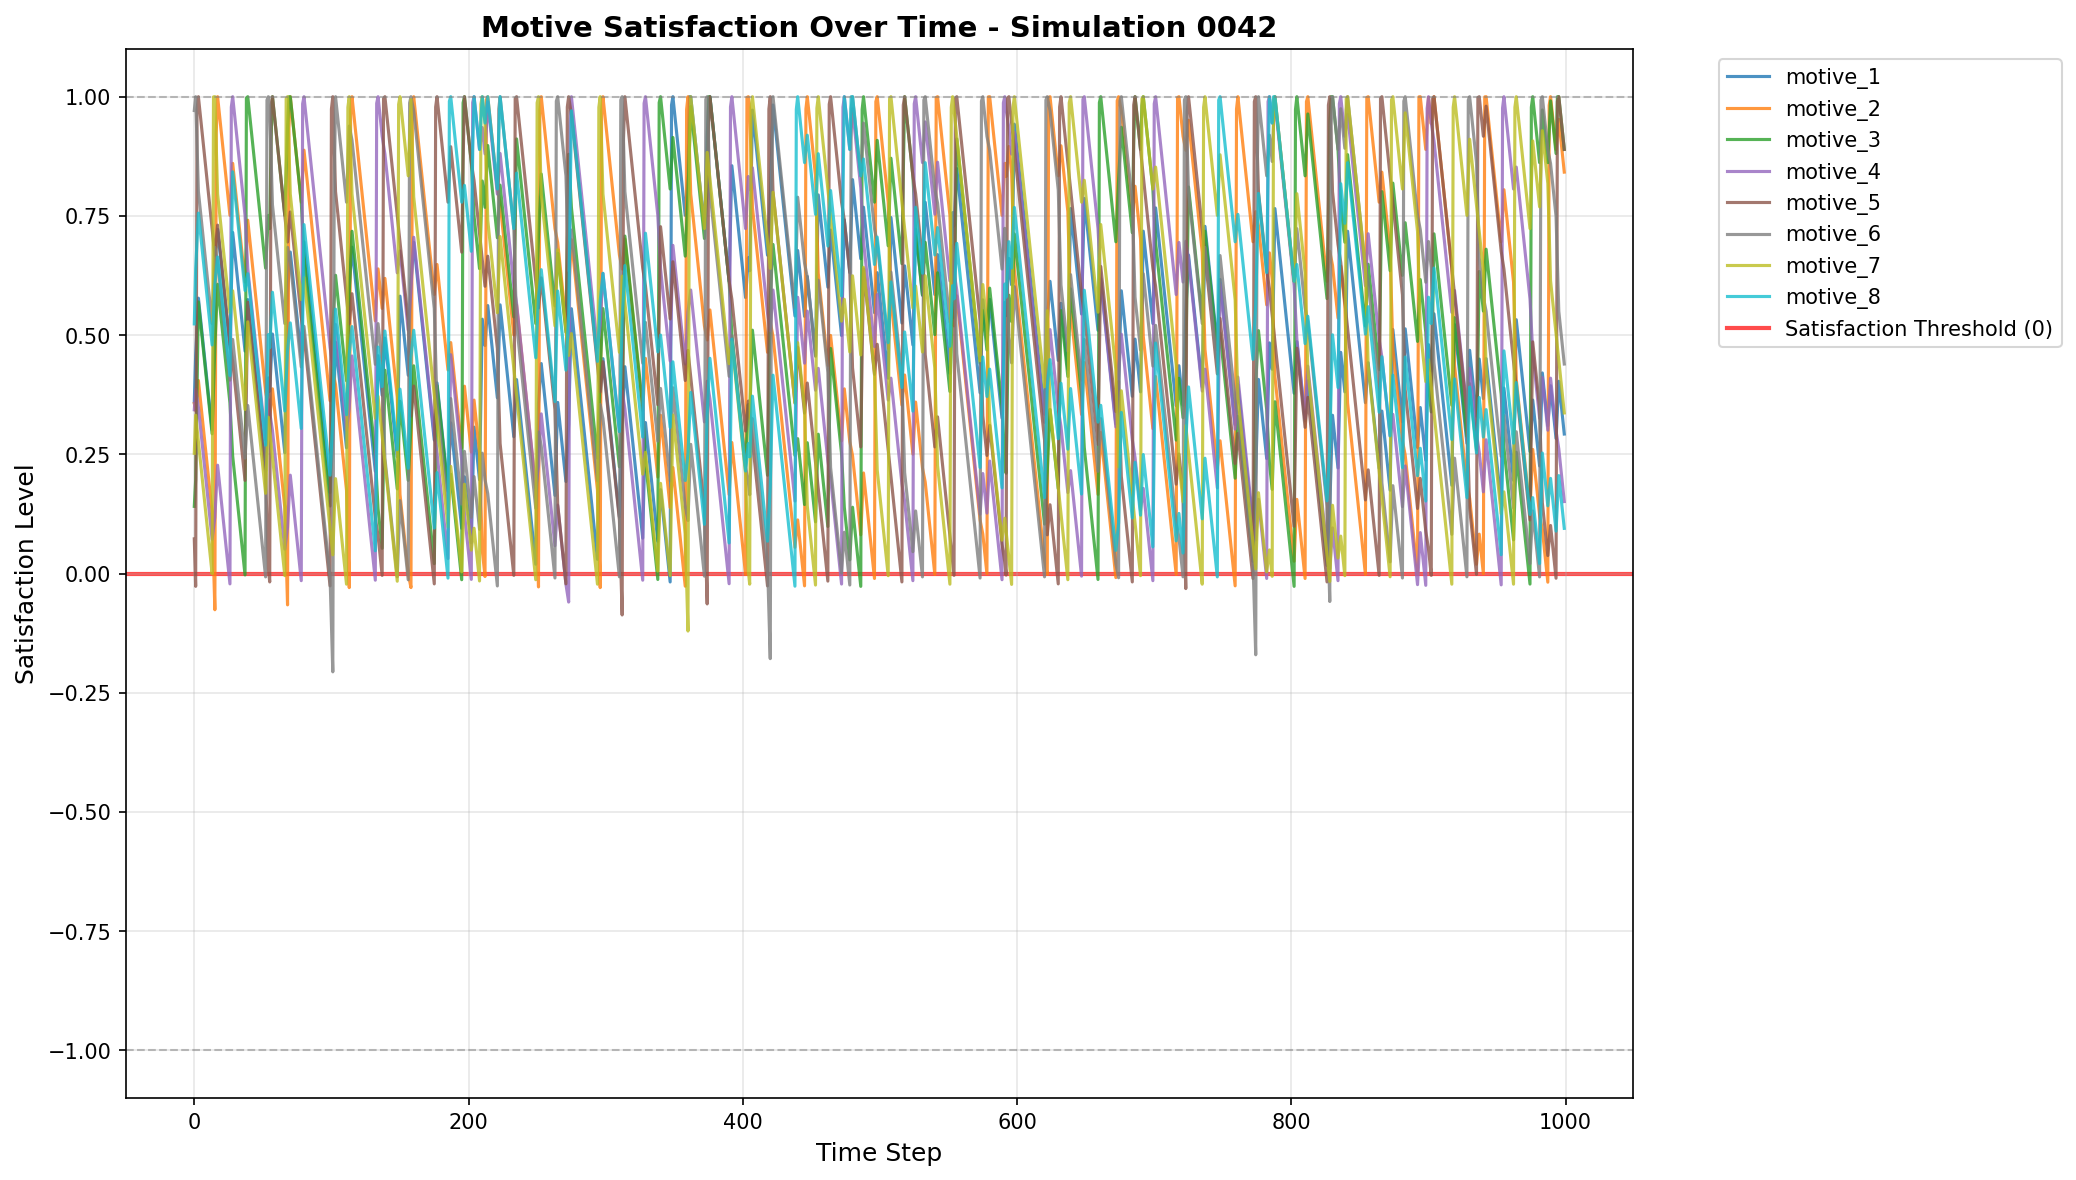 Motive Satisfaction Over Time - Simulation 0042
1.00
0.75
0.50
0.25
0.00
−0.25
−0.50
−0.75
−1.00
Satisfaction Level
0 200 400 600 800 1000
Time Step
motive_1
motive_2
motive_3
motive_4
motive_5
motive_6
motive_7
motive_8
Satisfaction Threshold (0)